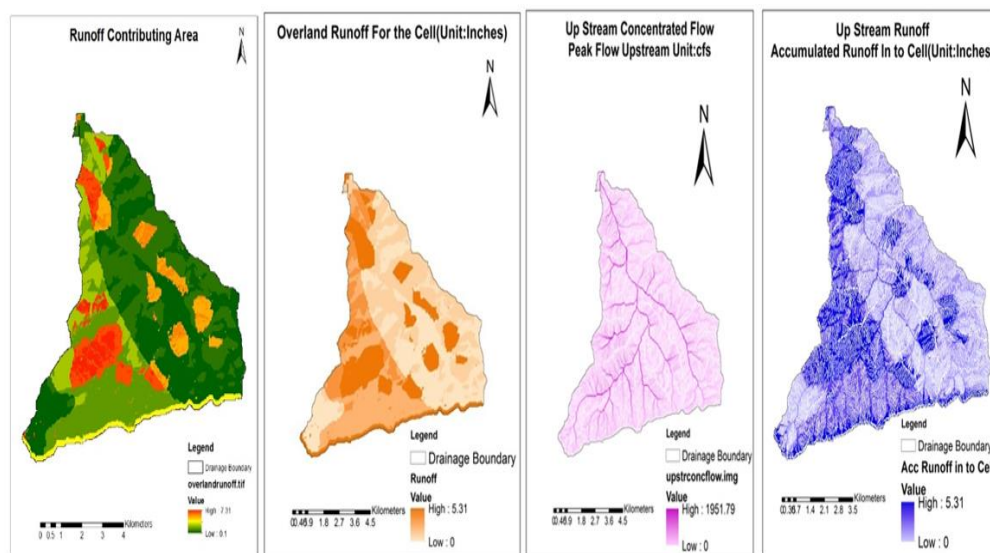 Runoff Contributing Area
N
Legend
Drainage Boundary
overlandrunoff.tif
Value
High : 7.31
Low : 0.1
Kilometers
0 0.5 1 2 3 4
Overland Runoff For the Cell(Unit:Inches)
N
Legend
Drainage Boundary
Runoff
Value
High : 5.31
Low : 0
Kilometers
1.8 2.7 3.6 4.5
Up Stream Concentrated Flow
Peak Flow Upstream Unit:cfs
N
Legend
Drainage Boundary
upstrconcflow.img
Value
High : 1951.79
Low : 0
Kilometers
1.8 2.7 3.6 4.5
Up Stream Runoff
Accumulated Runoff In to Cell(Unit:Inches
N
Legend
Drainage Boundary
Acc Runoff in to Ce
Value
High : 5.31
Low : 0
Kilometers
1.4 2.1 2.8 3.5